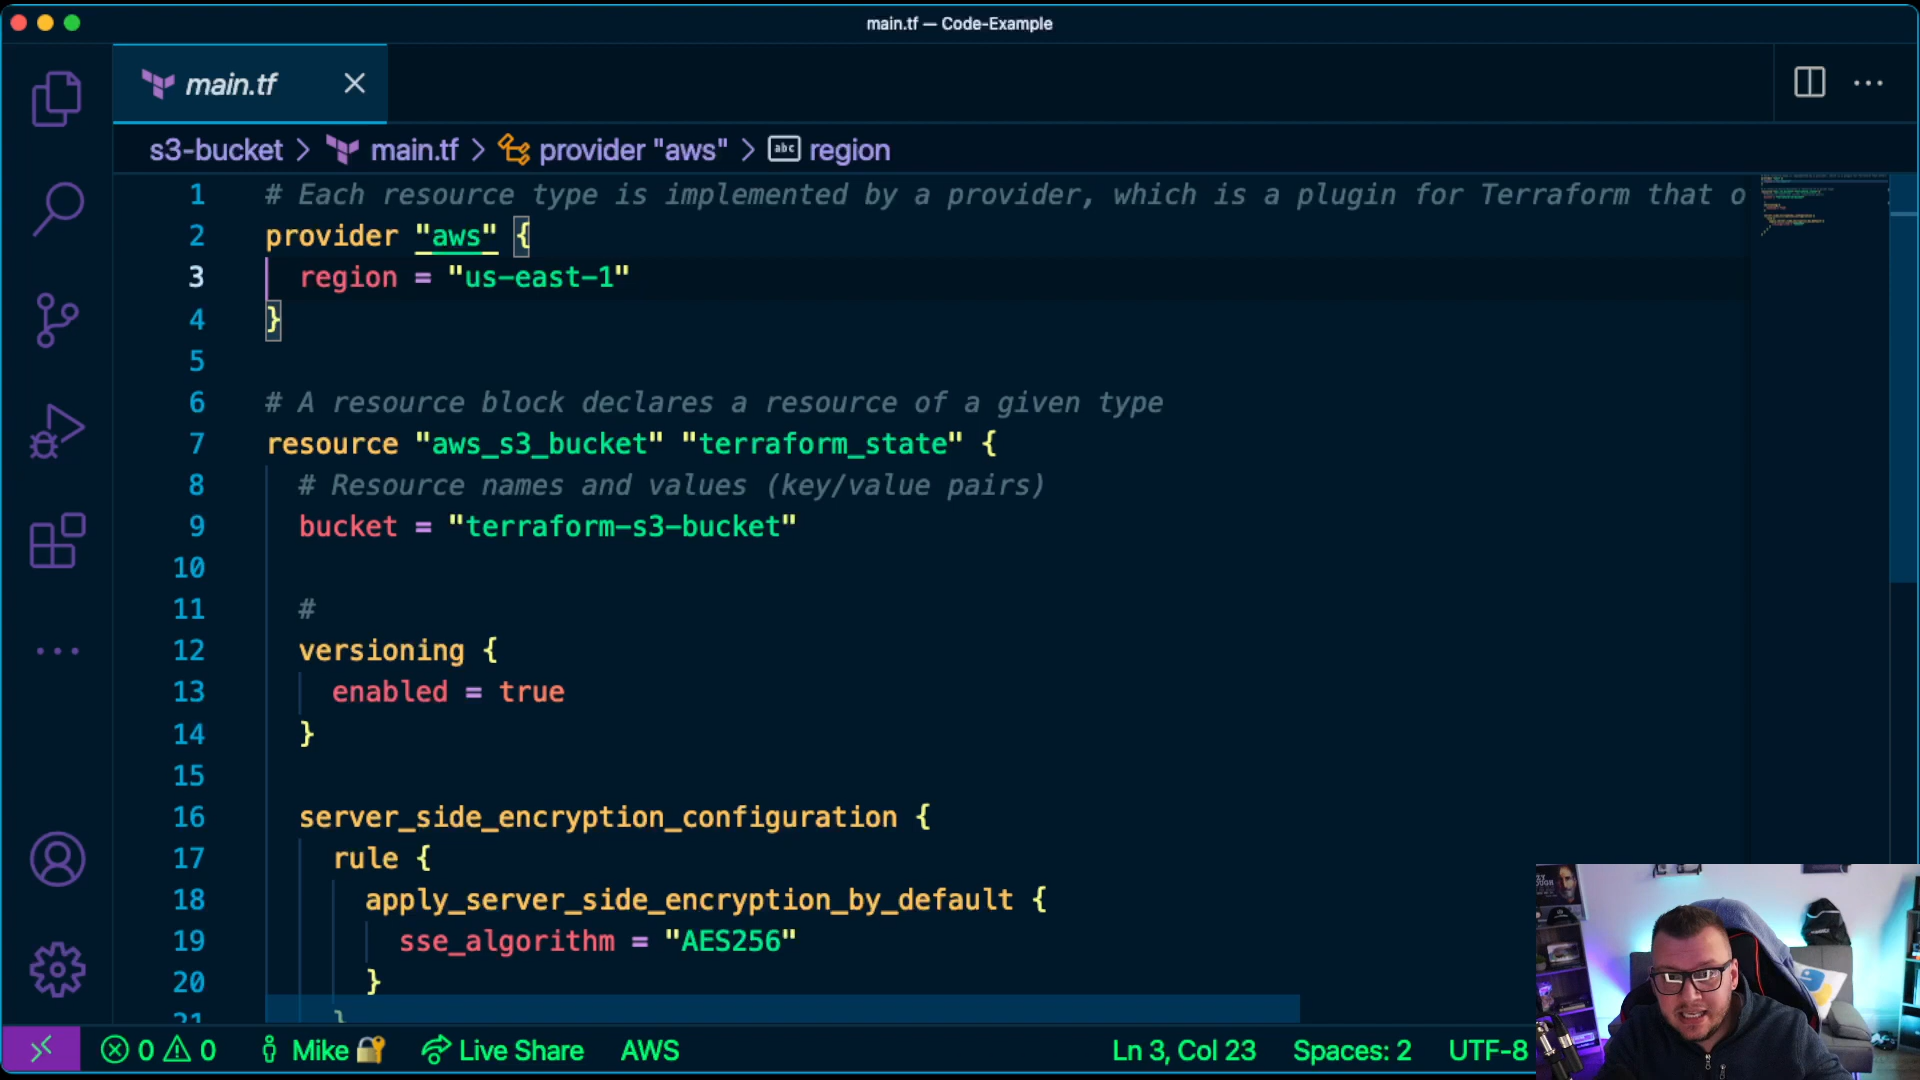 main.tf — Code-Example
main.tf
s3-bucket > main.tf > provider "aws" > abc region
1 # Each resource type is implemented by a provider, which is a plugin for Terraform that o
2 provider "aws" {
3 region = "us-east-1"
4 }
5
6 # A resource block declares a resource of a given type
7 resource "aws_s3_bucket" "terraform_state" {
8 # Resource names and values (key/value pairs)
9 bucket = "terraform-s3-bucket"
10
11 #
12 versioning {
13 enabled = true
14 }
15
16 server_side_encryption_configuration {
17 rule {
18 apply_server_side_encryption_by_default {
19 sse_algorithm = "AES256"
20 }
21 }
0 0 Mike 🔐 Live Share AWS Ln 3, Col 23 Spaces: 2 UTF-8